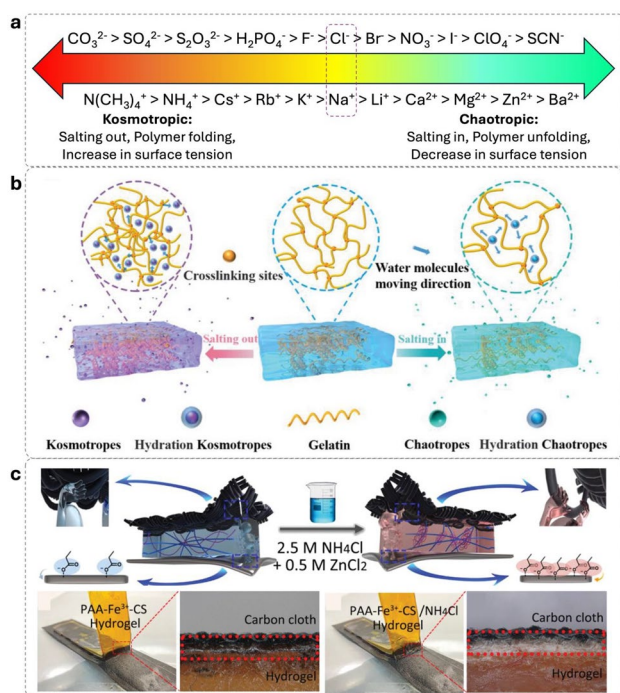 a
CO₃²⁻ > SO₄²⁻ > S₂O₃²⁻ > H₂PO₄⁻ > F⁻ > Cl⁻ > Br⁻ > NO₃⁻ > I⁻ > ClO₄⁻ > SCN⁻
N(CH₃)₄⁺ > NH₄⁺ > Cs⁺ > Rb⁺ > K⁺ > Na⁺ > Li⁺ > Ca²⁺ > Mg²⁺ > Zn²⁺ > Ba²⁺
Kosmotropic:
Salting out, Polymer folding,
Increase in surface tension
Chaotropic:
Salting in, Polymer unfolding,
Decrease in surface tension
b
Crosslinking sites
Water molecules
moving direction
Salting out
Salting in
Kosmotropes
Hydration Kosmotropes
Gelatin
Chaotropes
Hydration Chaotropes
c
2.5 M NH₄Cl
+ 0.5 M ZnCl₂
PAA-Fe³⁺-CS
Hydrogel
Carbon cloth
Hydrogel
PAA-Fe³⁺-CS /NH₄Cl
Hydrogel
Carbon cloth
Hydrogel